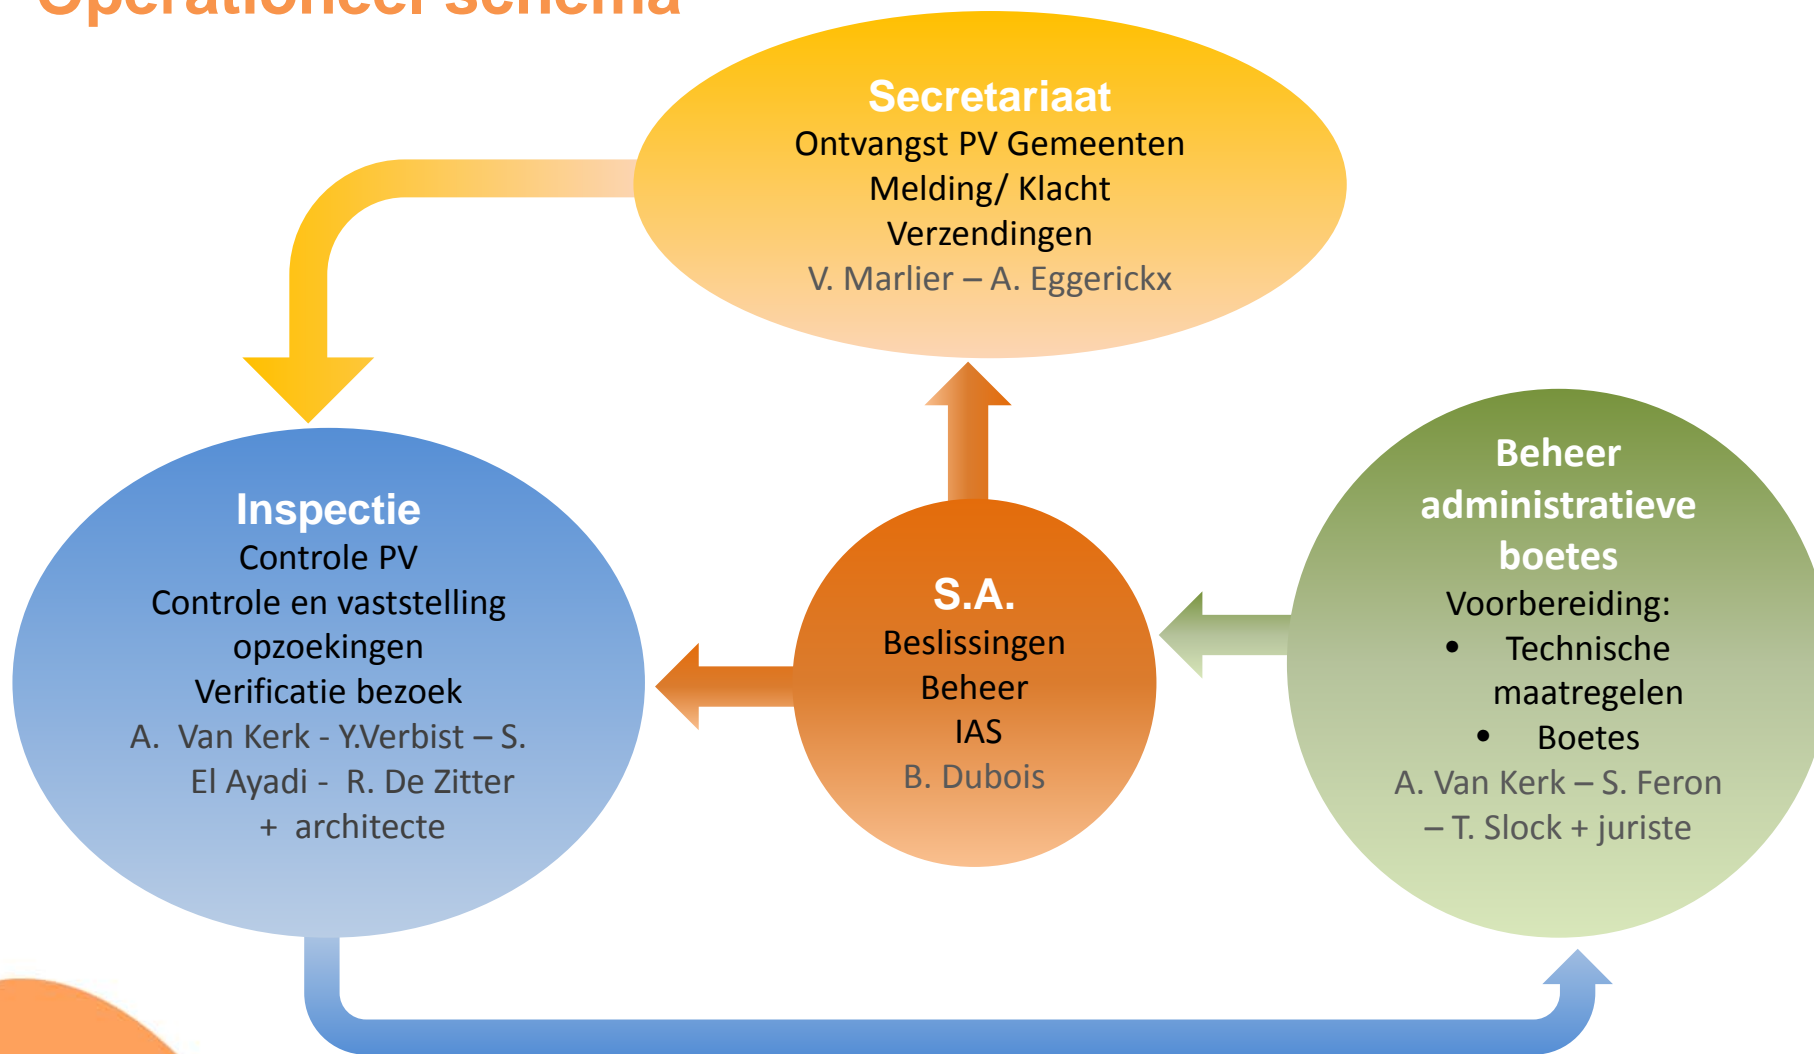 Operationeel schema
Secretariaat
Ontvangst PV Gemeenten
Melding/ Klacht
Verzendingen
V. Marlier – A. Eggerickx
Inspectie
Controle PV
Controle en vaststelling
opzoekingen
Verificatie bezoek
A. Van Kerk - Y.Verbist – S.
El Ayadi - R. De Zitter
+ architecte
S.A.
Beslissingen
Beheer
IAS
B. Dubois
Beheer
administratieve
boetes
Voorbereiding:
• Technische
maatregelen
• Boetes
A. Van Kerk – S. Feron
– T. Slock + juriste